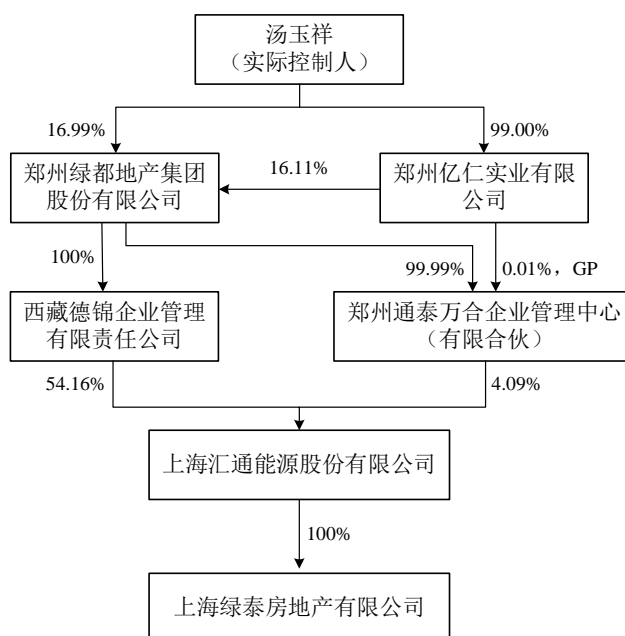 汤玉祥
（实际控制人）
16.99%
99.00%
郑州绿都地产集团
股份有限公司
16.11%
郑州亿仁实业有限
公司
100%
99.99%
0.01%，GP
西藏德锦企业管理
有限责任公司
郑州通泰万合企业管理中心
（有限合伙）
54.16%
4.09%
上海汇通能源股份有限公司
100%
上海绿泰房地产有限公司